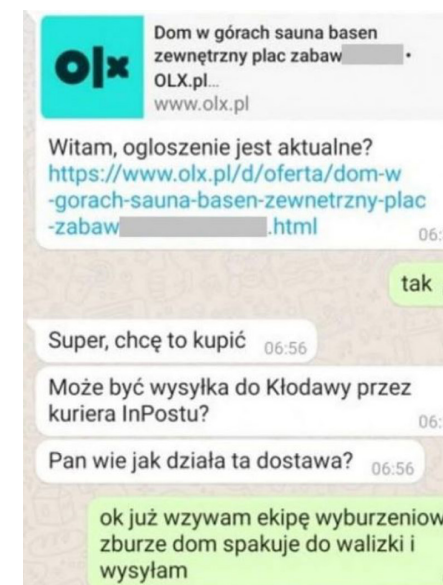 olx
Dom w górach sauna basen
zewnętrzny plac zabaw •
OLX.pl...
www.olx.pl
Witam, ogloszenie jest aktualne?
https://www.olx.pl/d/oferta/dom-w
-gorach-sauna-basen-zewnetrzny-plac
-zabaw .html
06:
tak
Super, chcę to kupić 06:56
Może być wysyłka do Kłodawy przez
kuriera InPostu?
06:
Pan wie jak działa ta dostawa? 06:56
ok już wzywam ekipę wyburzeniow
zburze dom spakuje do walizki i
wysyłam